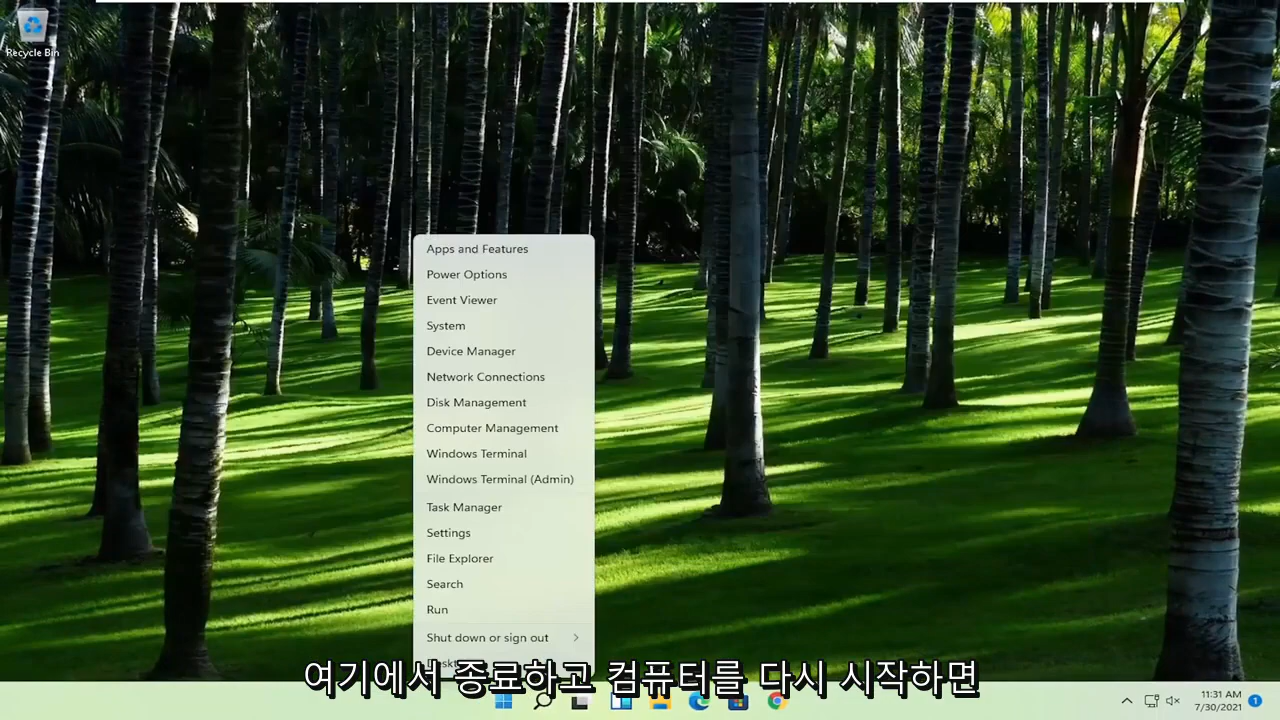 Recycle Bin
Apps and Features
Power Options
Event Viewer
System
Device Manager
Network Connections
Disk Management
Computer Management
Windows Terminal
Windows Terminal (Admin)
Task Manager
Settings
File Explorer
Search
Run
Shut down or sign out
여기에서 종료하고 컴퓨터를 다시 시작하면
11:31 AM
7/30/2021
1